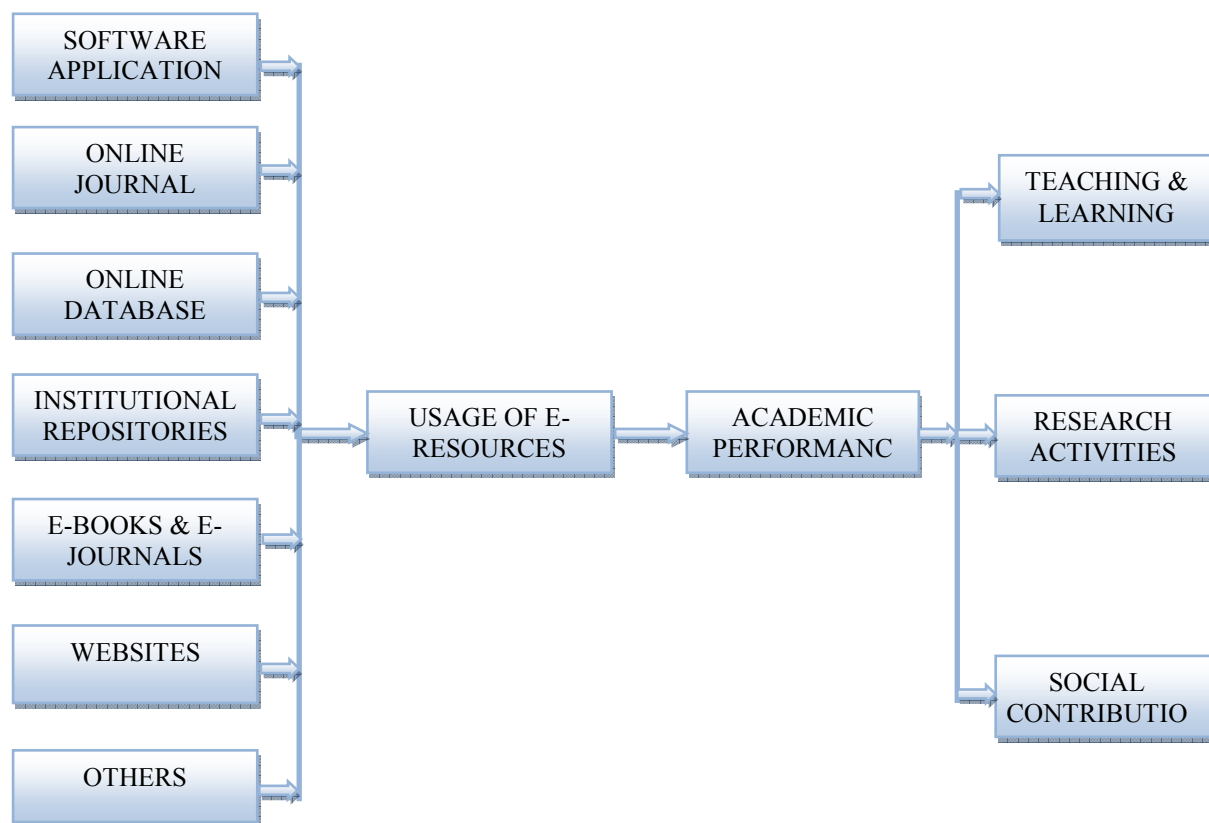 SOFTWARE
APPLICATION
ONLINE
JOURNAL
ONLINE
DATABASE
INSTITUTIONAL
REPOSITORIES
E-BOOKS & E-
JOURNALS
WEBSITES
OTHERS
USAGE OF E-
RESOURCES
ACADEMIC
PERFORMANC
TEACHING &
LEARNING
RESEARCH
ACTIVITIES
SOCIAL
CONTRIBUTIO